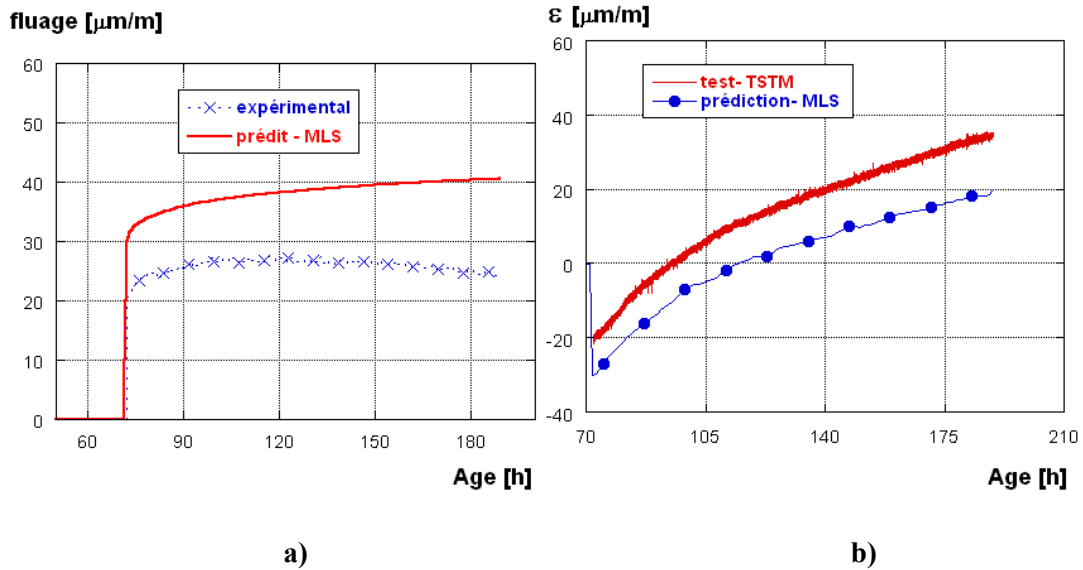 fluage [μm/m]
60
50
40
30
20
10
0
expérimental
prédit - MLS
60
90
120
150
180
Age [h]
a)
ε [μm/m]
60
40
20
0
-20
-40
test- TSTM
prédiction- MLS
70
105
140
175
210
Age [h]
b)